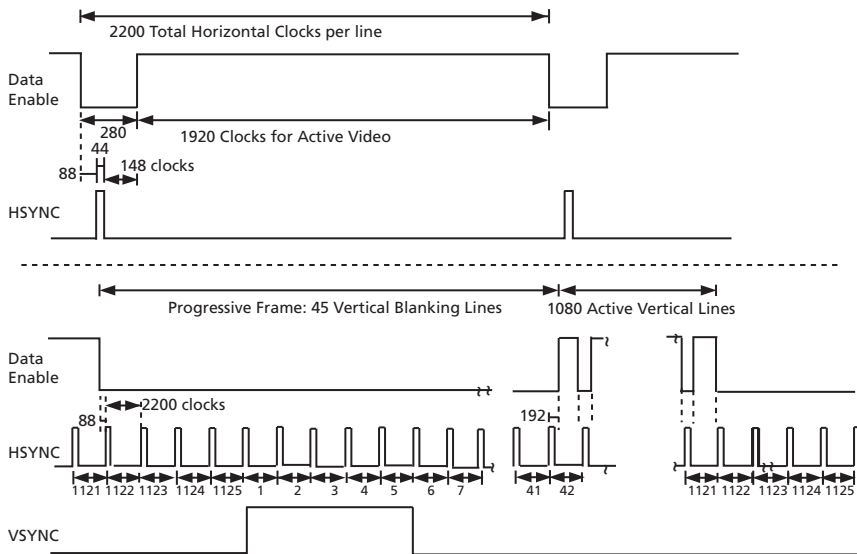 2200 Total Horizontal Clocks per line
Data
Enable
280
1920 Clocks for Active Video
44
148 clocks
88
HSYNC
Progressive Frame: 45 Vertical Blanking Lines
1080 Active Vertical Lines
Data
Enable
88
2200 clocks
192
HSYNC
1121 1122 1123 1124 1125 1 2 3 4 5 6 7 41 42 1121 1122 1123 1124 1125
VSYNC